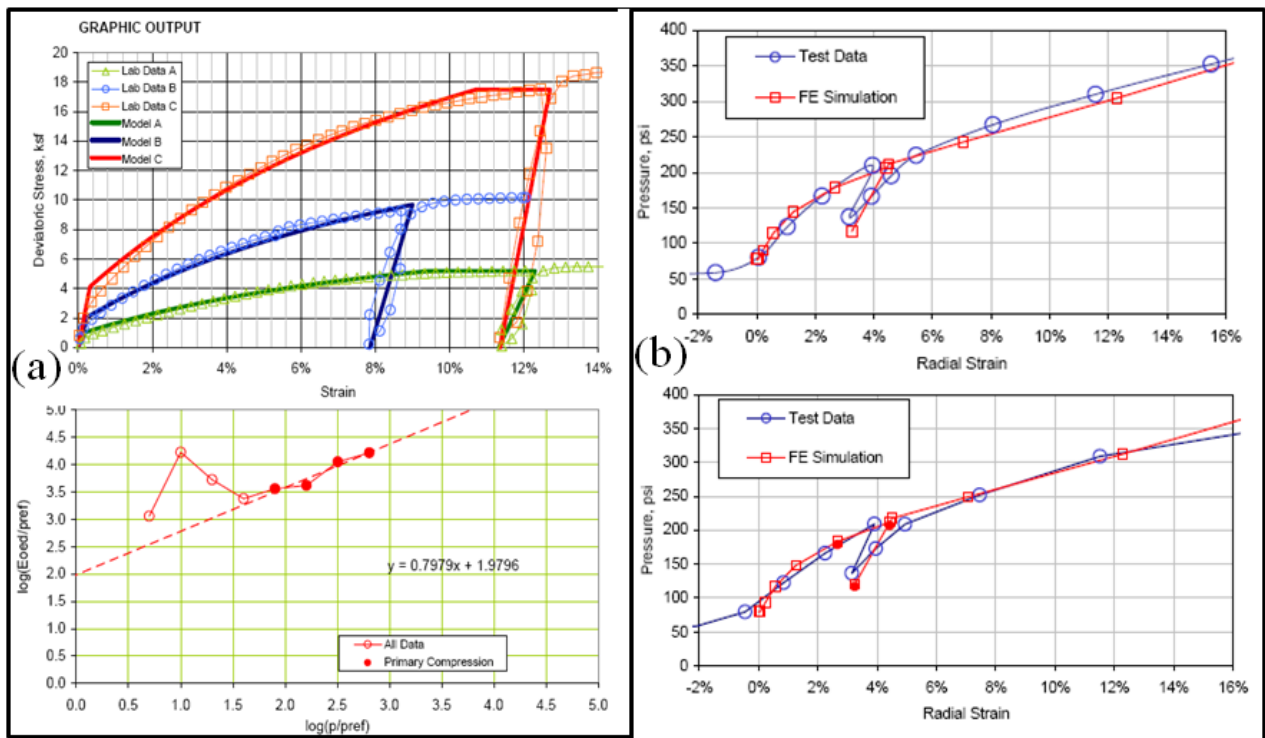 GRAPHIC OUTPUT
20
18
16
14
12
10
8
6
4
2
0
Deviatoric Stress, ksf
Lab Data A
Lab Data B
Lab Data C
Model A
Model B
Model C
0% 2% 4% 6% 8% 10% 12% 14%
Strain
(a)
5.0
4.5
4.0
3.5
3.0
2.5
2.0
1.5
1.0
0.5
0.0
log(Eoed/pref)
y = 0.7979x + 1.9796
All Data
Primary Compression
0.0 0.5 1.0 1.5 2.0 2.5 3.0 3.5 4.0 4.5 5.0
log(p/pref)
400
350
300
250
200
150
100
50
0
Pressure, psi
Test Data
FE Simulation
-2% 0% 2% 4% 6% 8% 10% 12% 14% 16%
Radial Strain
(b)
400
350
300
250
200
150
100
50
0
Pressure, psi
Test Data
FE Simulation
-2% 0% 2% 4% 6% 8% 10% 12% 14% 16%
Radial Strain